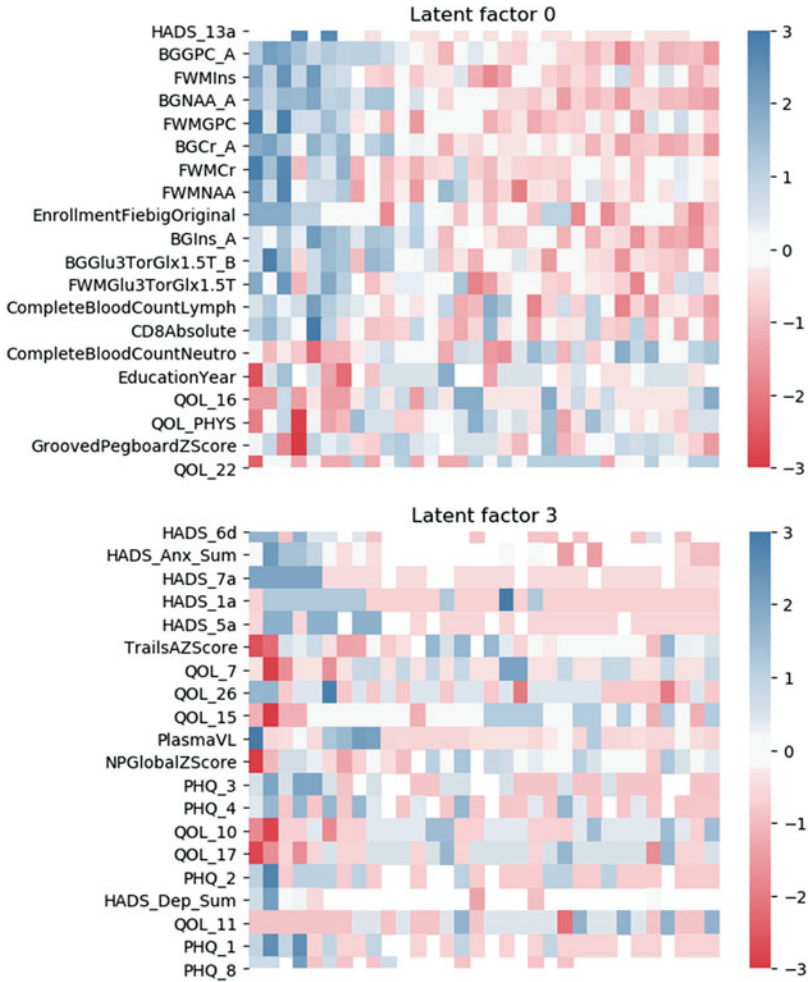 Latent factor 0
HADS_13a
BGGPC_A
FWMIns
BGNAA_A
FWMGPC
BGCr_A
FWMCr
FWMNAA
EnrollmentFiebigOriginal
BGIns_A
BGGlu3TorGlx1.5T_B
FWMGlu3TorGlx1.5T
CompleteBloodCountLymph
CD8Absolute
CompleteBloodCountNeutro
EducationYear
QOL_16
QOL_PHYS
GroovedPegboardZScore
QOL_22
3
2
1
0
−1
−2
−3
Latent factor 3
HADS_6d
HADS_Anx_Sum
HADS_7a
HADS_1a
HADS_5a
TrailsAZScore
QOL_7
QOL_26
QOL_15
PlasmaVL
NPGlobalZScore
PHQ_3
PHQ_4
QOL_10
QOL_17
PHQ_2
HADS_Dep_Sum
QOL_11
PHQ_1
PHQ_8
3
2
1
0
−1
−2
−3